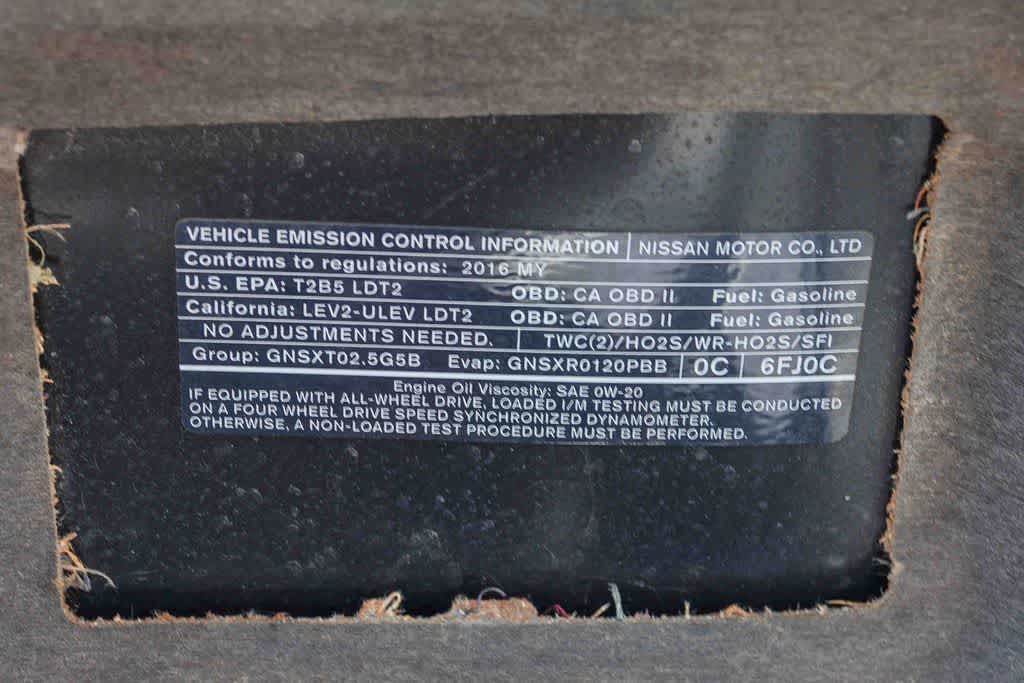 VEHICLE EMISSION CONTROL INFORMATION NISSAN MOTOR CO., LTD
Conforms to regulations: 2016 MY
U.S. EPA: T2B5 LDT2 OBD: CA OBD II Fuel: Gasoline
California: LEV2-ULEV LDT2 OBD: CA OBD II Fuel: Gasoline
NO ADJUSTMENTS NEEDED. TWC(2)/HO2S/WR-HO2S/SFI
Group: GNSXT02.5G5B Evap: GNSXR0120PBB 0C 6FJ0C
Engine Oil Viscosity: SAE 0W-20
IF EQUIPPED WITH ALL-WHEEL DRIVE, LOADED I/M TESTING MUST BE CONDUCTED
ON A FOUR WHEEL DRIVE SPEED SYNCHRONIZED DYNAMOMETER.
OTHERWISE, A NON-LOADED TEST PROCEDURE MUST BE PERFORMED.